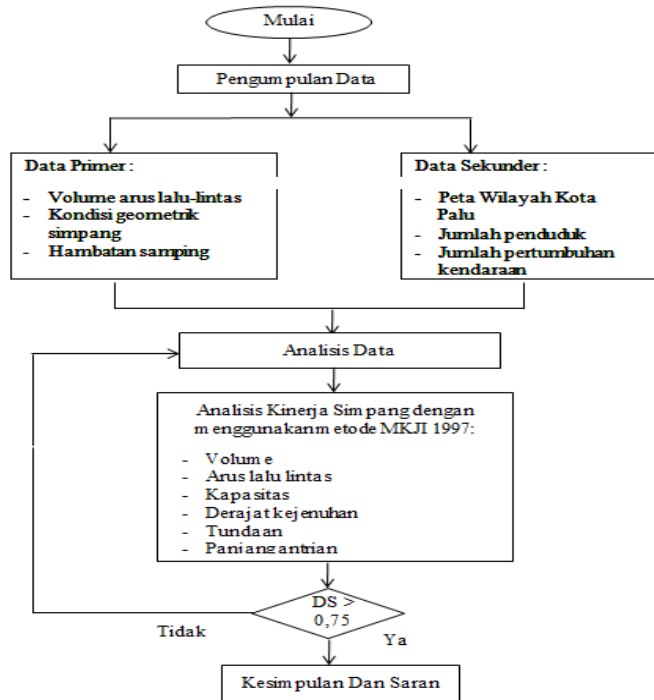 Mulai
Pengumpulan Data
Data Primer :
- Volume arus lalu-lintas
- Kondisi geometrik
simpang
- Hambatan samping
Data Sekunder :
- Peta Wilayah Kota
Palu
- Jumlah penduduk
- Jumlah pertumbuhan
kendaraan
Analisis Data
Analisis Kinerja Simpang dengan
menggunakan metode MKJI 1997:
- Volume
- Arus lalu lintas
- Kapasitas
- Derajat kejenuhan
- Tundaan
- Panjang antrian
DS >
0,75
Tidak
Ya
Kesimpulan Dan Saran